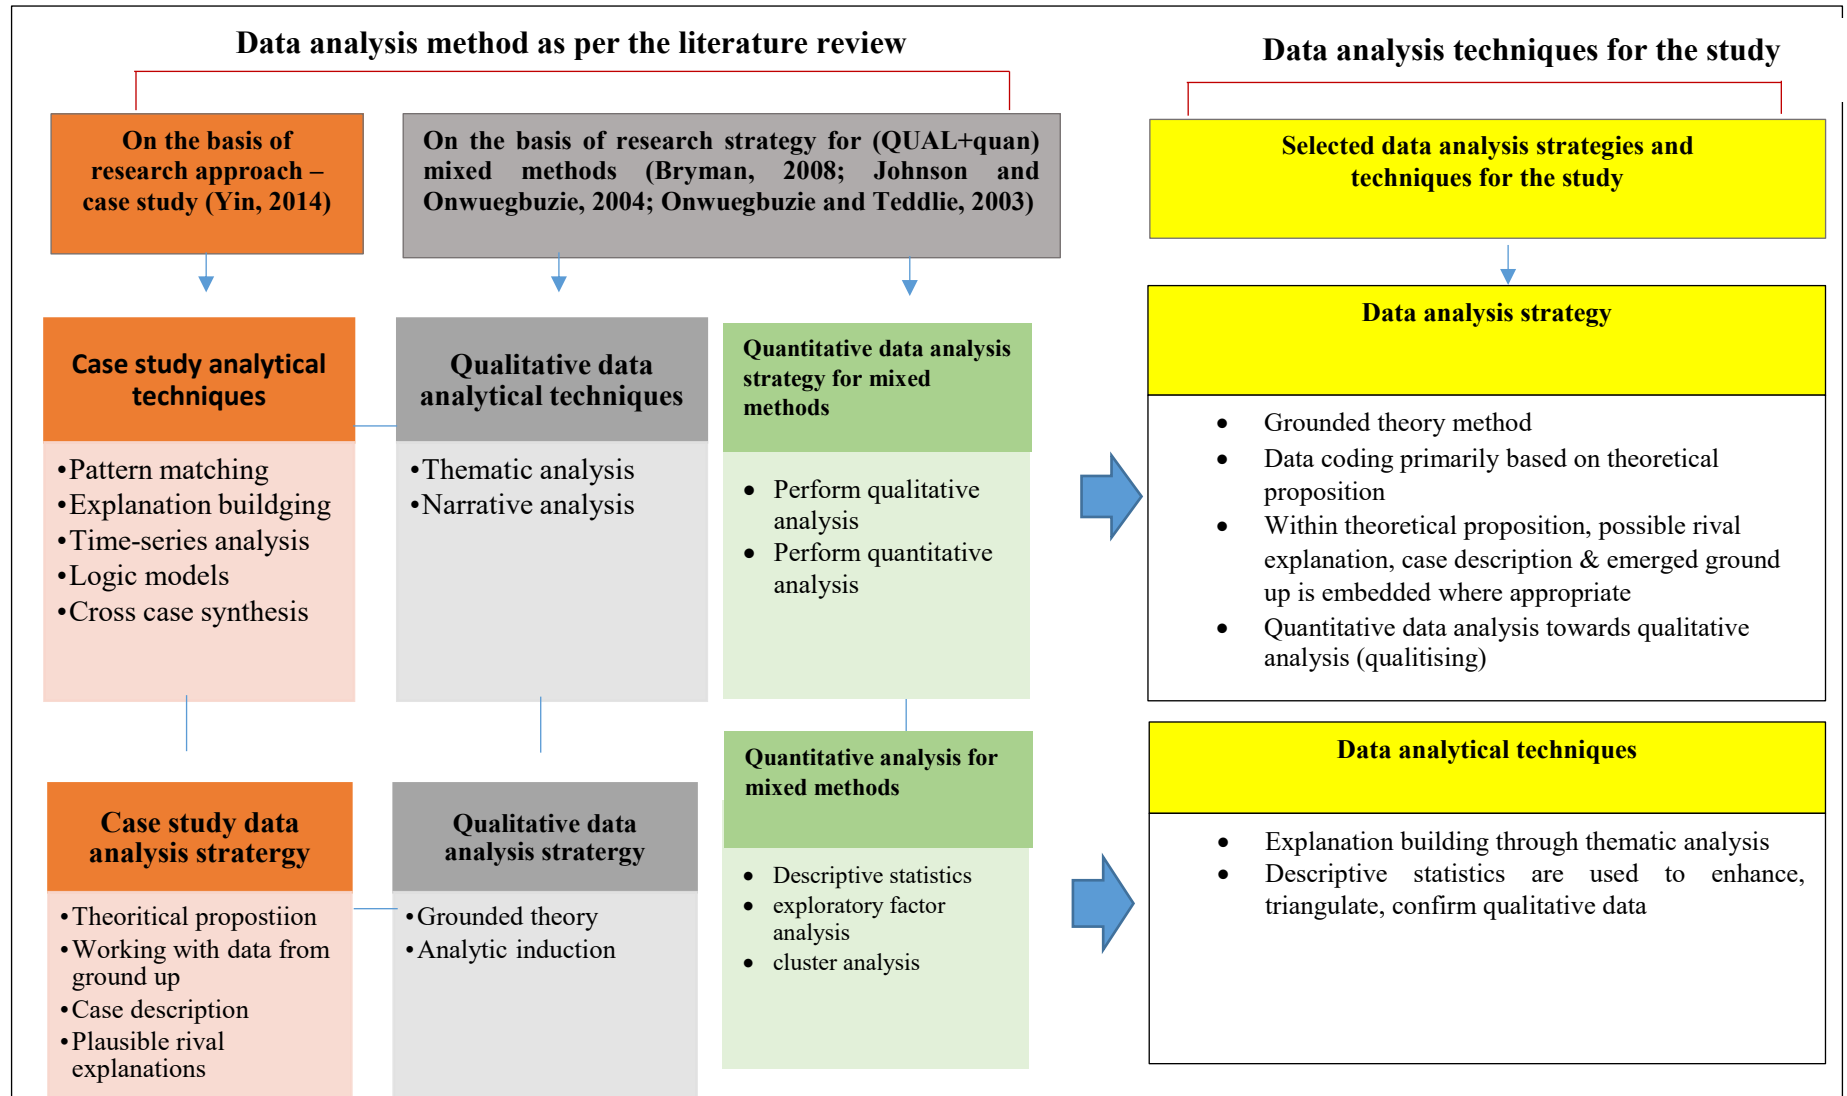 Data analysis method as per the literature review
Data analysis techniques for the study
On the basis of
research approach –
case study (Yin, 2014)
On the basis of research strategy for (QUAL+quan)
mixed methods (Bryman, 2008; Johnson and
Onwuegbuzie, 2004; Onwuegbuzie and Teddlie, 2003)
Selected data analysis strategies and
techniques for the study
Case study analytical
techniques
•Pattern matching
•Explanation buildging
•Time-series analysis
•Logic models
•Cross case synthesis
Qualitative data
analytical techniques
•Thematic analysis
•Narrative analysis
Quantitative data analysis
strategy for mixed
methods
• Perform qualitative
analysis
• Perform quantitative
analysis
Data analysis strategy
• Grounded theory method
• Data coding primarily based on theoretical
proposition
• Within theoretical proposition, possible rival
explanation, case description & emerged ground
up is embedded where appropriate
• Quantitative data analysis towards qualitative
analysis (qualitising)
Case study data
analysis stratergy
•Theoritical propostiion
•Working with data from
ground up
•Case description
•Plausible rival
explanations
Qualitative data
analysis stratergy
•Grounded theory
•Analytic induction
Quantitative analysis for
mixed methods
• Descriptive statistics
• exploratory factor
analysis
• cluster analysis
Data analytical techniques
• Explanation building through thematic analysis
• Descriptive statistics are used to enhance,
triangulate, confirm qualitative data